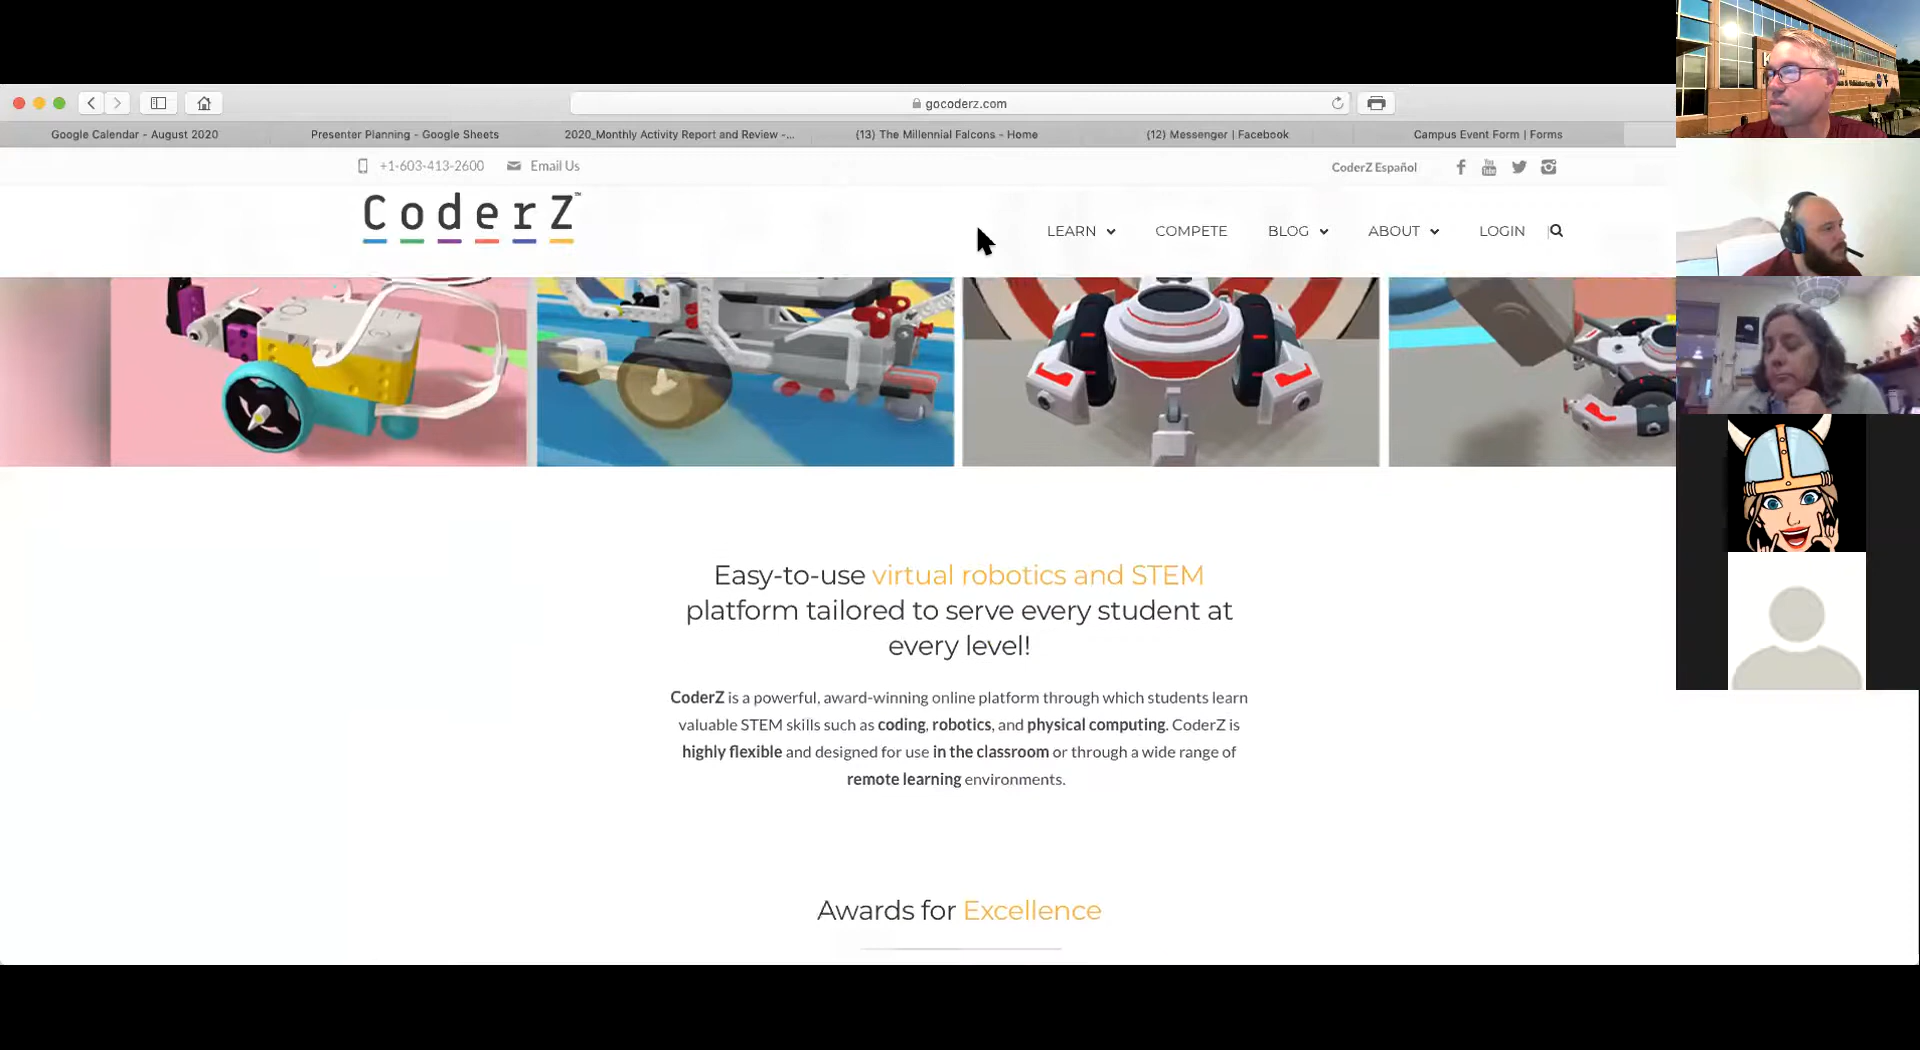 gocoderz.com
Google Calendar - August 2020
Presenter Planning - Google Sheets
2020_Monthly Activity Report and Review -...
(13) The Millennial Falcons - Home
(12) Messenger | Facebook
Campus Event Form | Forms
+1-603-413-2600
Email Us
CoderZ Español
CoderZ™
LEARN
COMPETE
BLOG
ABOUT
LOGIN
Easy-to-use virtual robotics and STEM
platform tailored to serve every student at
every level!
CoderZ is a powerful, award-winning online platform through which students learn
valuable STEM skills such as coding, robotics, and physical computing. CoderZ is
highly flexible and designed for use in the classroom or through a wide range of
remote learning environments.
Awards for Excellence